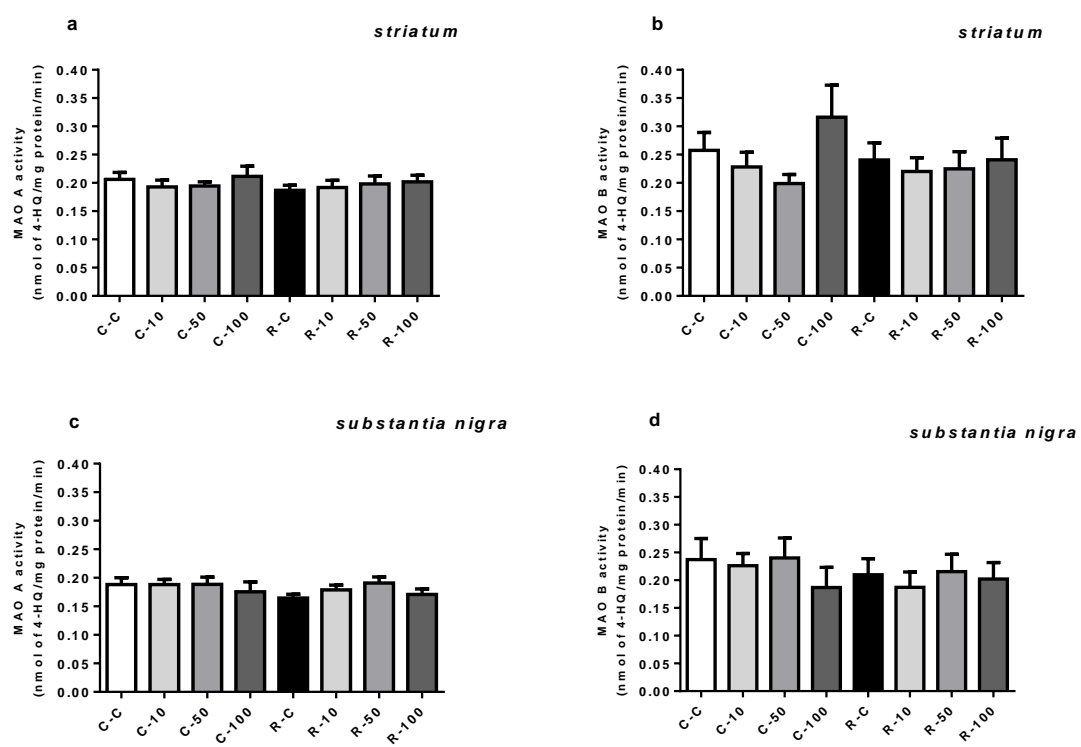 a
striatum
MAO A activity
(nmol of 4-HQ/mg protein/min)
0.40
0.35
0.30
0.25
0.20
0.15
0.10
0.05
0.00
C-C
C-10
C-50
C-100
R-C
R-10
R-50
R-100
b
striatum
MAO B activity
(nmol of 4-HQ/mg protein/min)
0.40
0.35
0.30
0.25
0.20
0.15
0.10
0.05
0.00
C-C
C-10
C-50
C-100
R-C
R-10
R-50
R-100
c
substantia nigra
MAO A activity
(nmol of 4-HQ/mg protein/min)
0.40
0.35
0.30
0.25
0.20
0.15
0.10
0.05
0.00
C-C
C-10
C-50
C-100
R-C
R-10
R-50
R-100
d
substantia nigra
MAO B activity
(nmol of 4-HQ/mg protein/min)
0.40
0.35
0.30
0.25
0.20
0.15
0.10
0.05
0.00
C-C
C-10
C-50
C-100
R-C
R-10
R-50
R-100